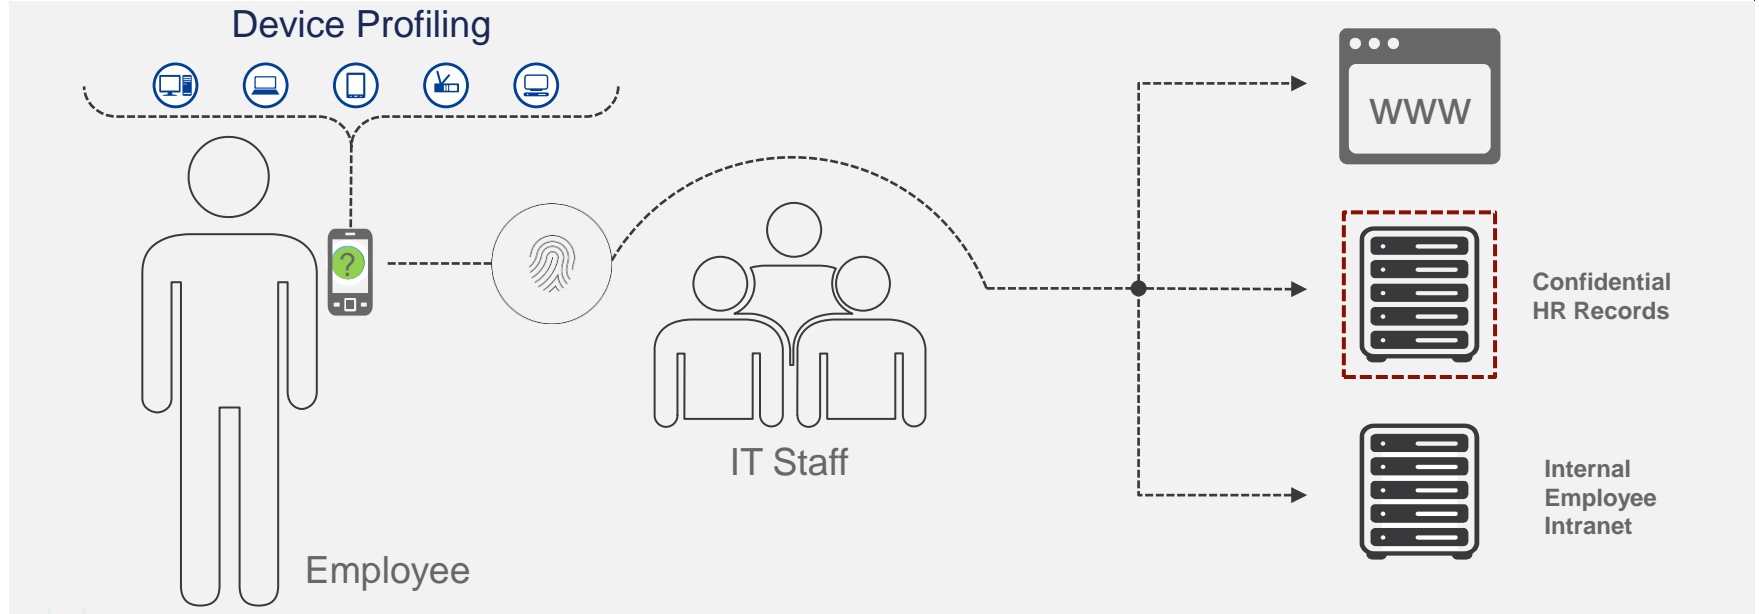 Device Profiling
WWW
?
Confidential
HR Records
IT Staff
Internal
Employee
Intranet
Employee